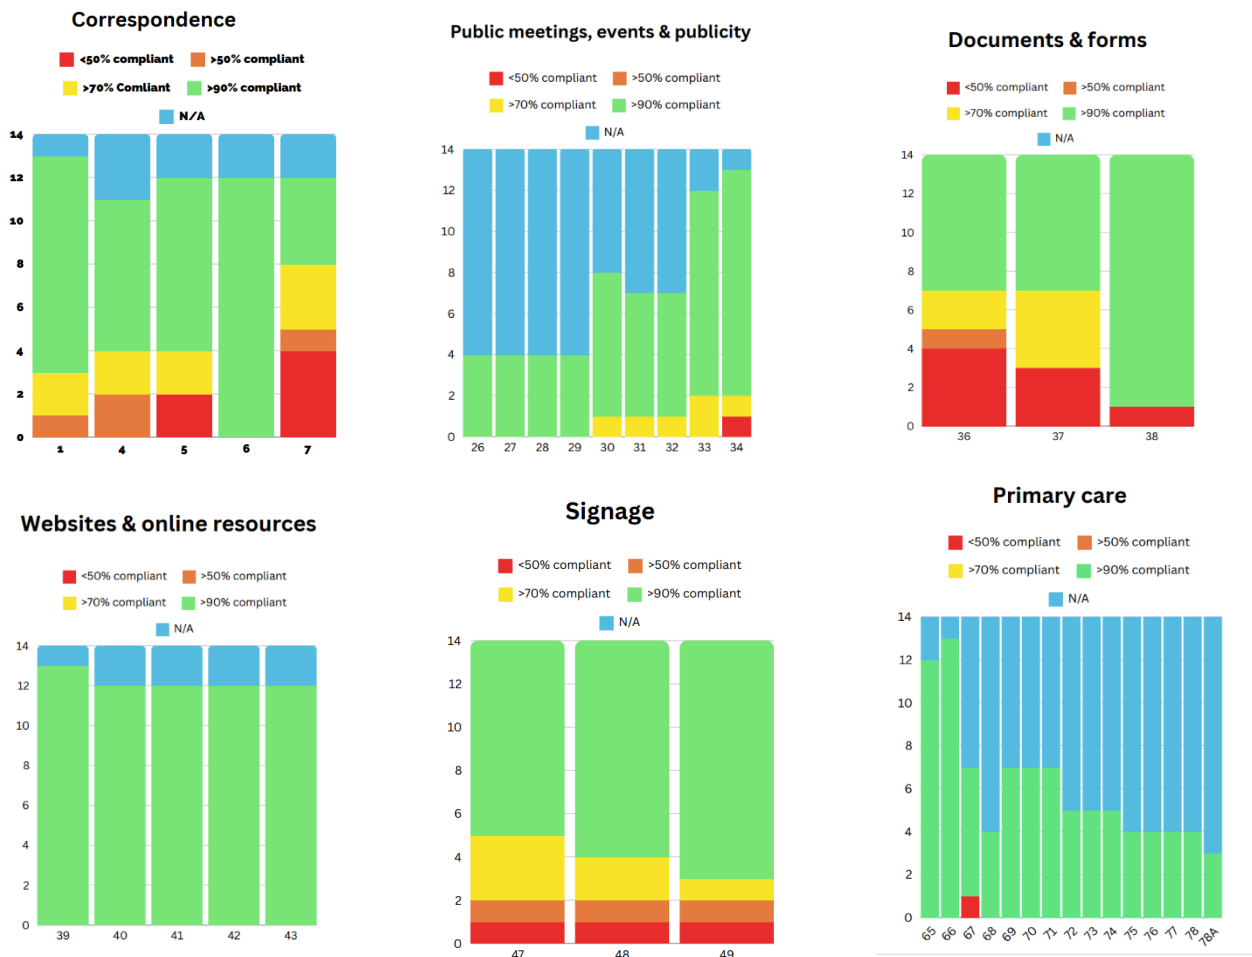 Correspondence
<50% compliant >50% compliant
>70% Comliant >90% compliant
N/A
14
12
10
8
6
4
2
0
1 4 5 6 7
Public meetings, events & publicity
<50% compliant >50% compliant
>70% compliant >90% compliant
N/A
14
12
10
8
6
4
2
0
26 27 28 29 30 31 32 33 34
Documents & forms
<50% compliant >50% compliant
>70% compliant >90% compliant
N/A
14
12
10
8
6
4
2
0
36 37 38
Websites & online resources
<50% compliant >50% compliant
>70% compliant >90% compliant
N/A
14
12
10
8
6
4
2
0
39 40 41 42 43
Signage
<50% compliant >50% compliant
>70% compliant >90% compliant
N/A
14
12
10
8
6
4
2
0
47 48 49
Primary care
<50% compliant >50% compliant
>70% compliant >90% compliant
N/A
14
12
10
8
6
4
2
0
65 66 67 68 69 70 71 72 73 74 75 76 77 78 78A